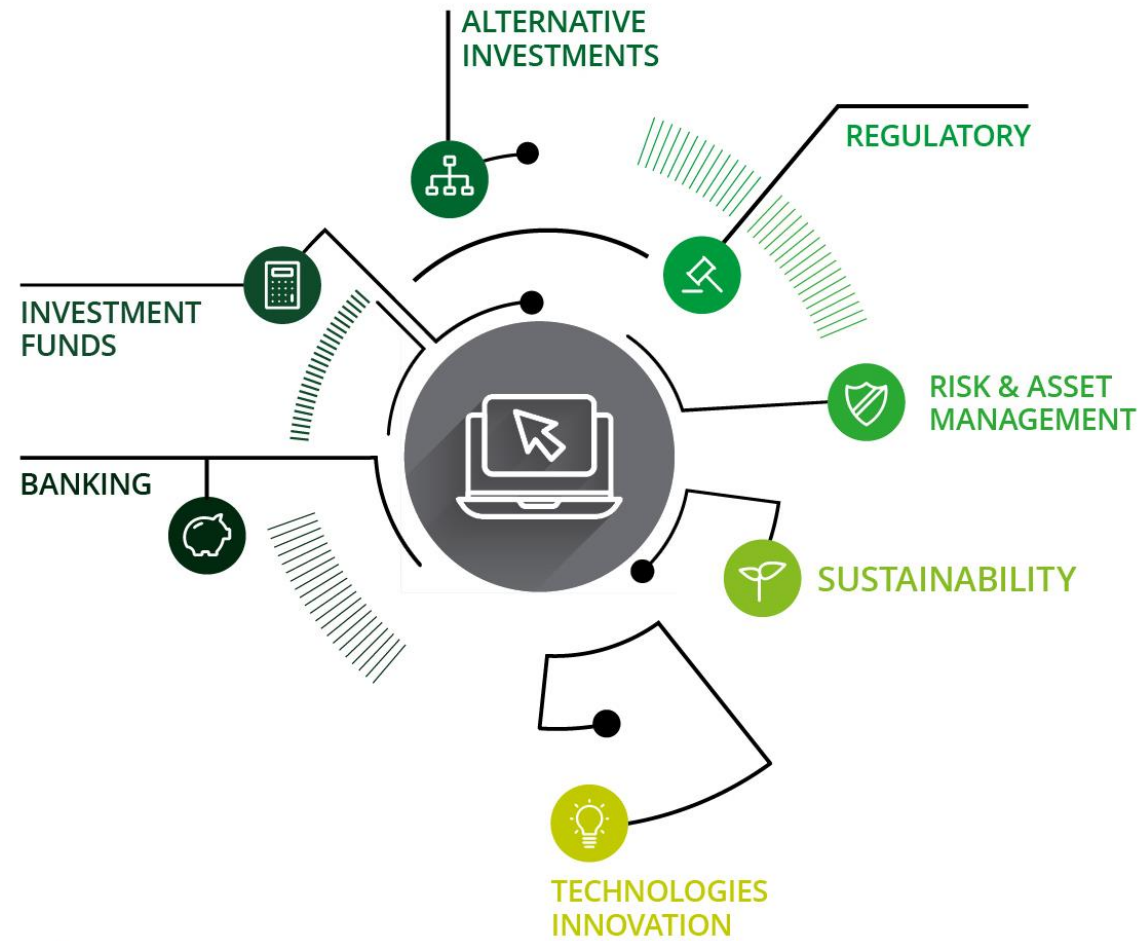 ALTERNATIVE
INVESTMENTS
REGULATORY
INVESTMENT
FUNDS
RISK & ASSET
MANAGEMENT
BANKING
SUSTAINABILITY
TECHNOLOGIES
INNOVATION